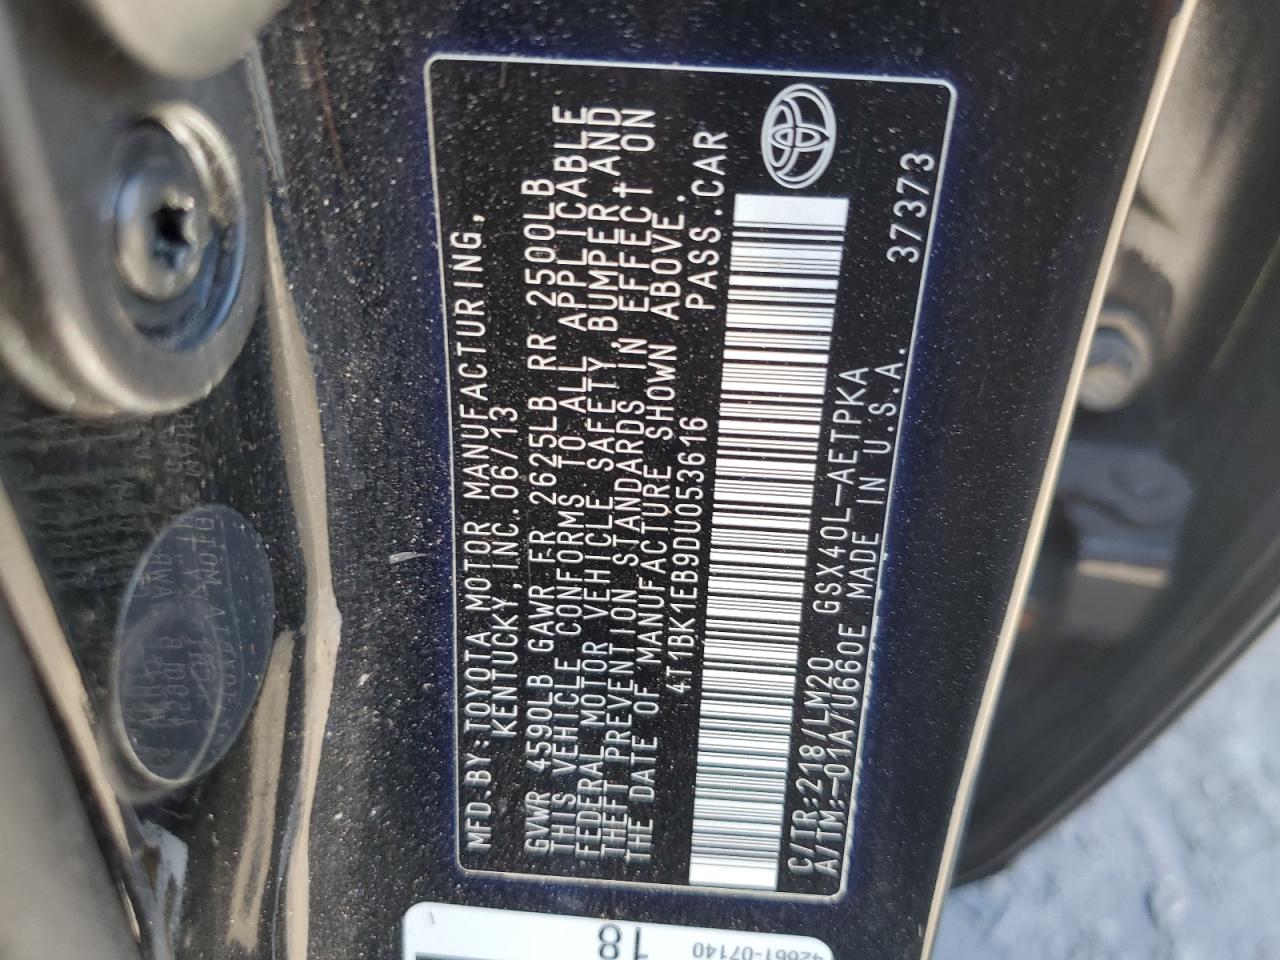 MFD.BY:TOYOTA MOTOR MANUFACTURING,
KENTUCKY,INC.06/13
GVWR 4590LB GAWR FR 2625LB RR 2500LB
THIS VEHICLE CONFORMS TO ALL APPLICABLE
FEDERAL MOTOR VEHICLE SAFETY,BUMPER,AND
THEFT PREVENTION STANDARDS IN EFFECT ON
THE DATE OF MANUFACTURE SHOWN ABOVE.
4T1BK1EB9DU053616 PASS.CAR
C/TR:218/LM20 GSX40L-AETPKA
A/TM:-01A/U660E MADE IN U.S.A.
37373
18
42661-07140